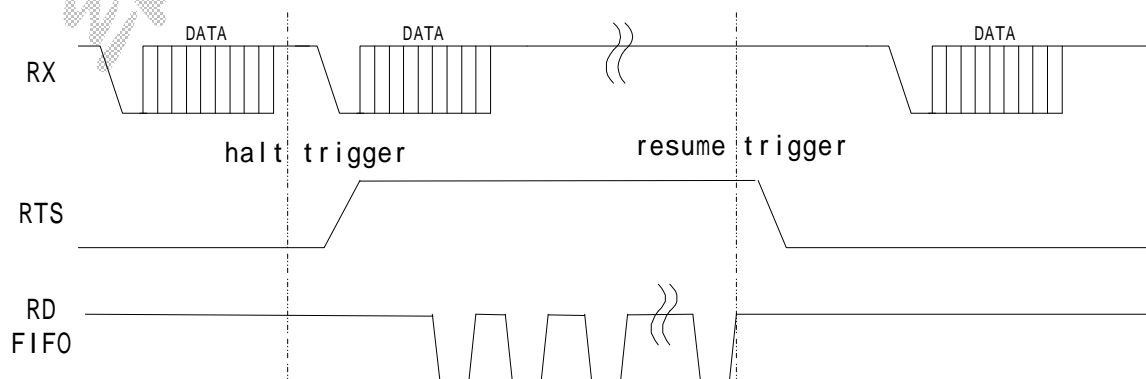 DATA DATA DATA
RX
halt trigger resume trigger
RTS
RD
FIFO